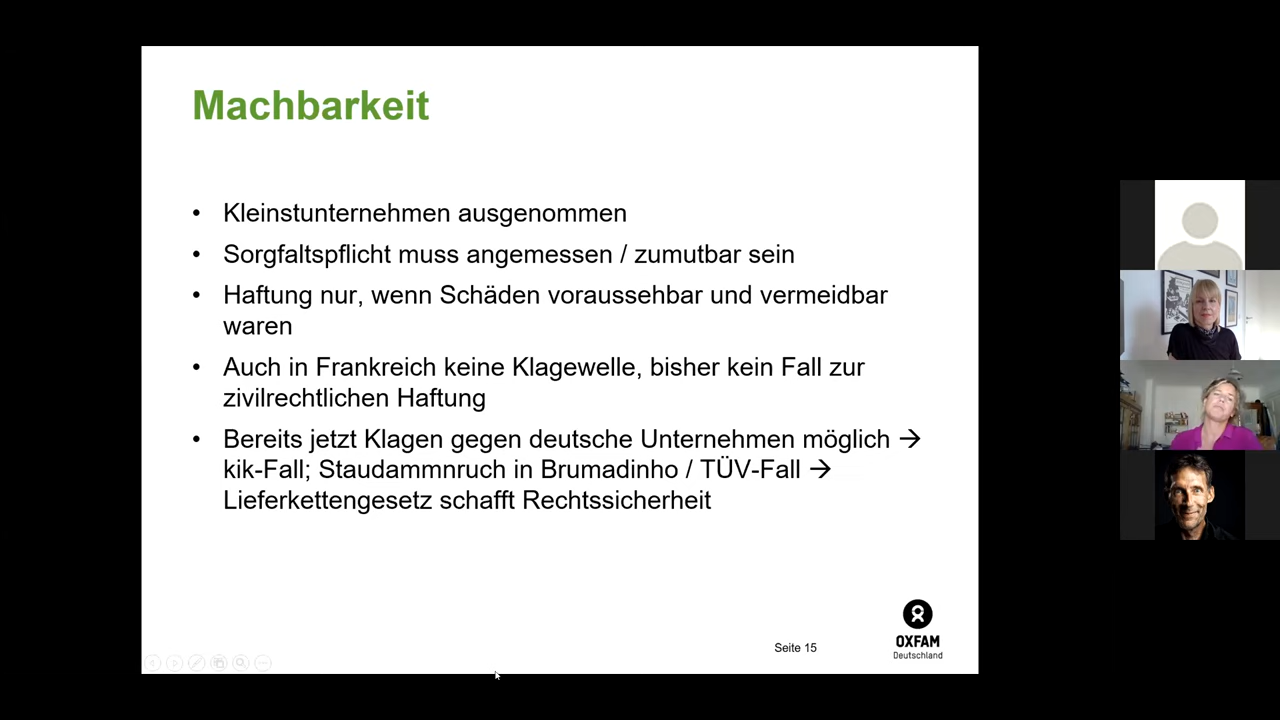 Machbarkeit
• Kleinstunternehmen ausgenommen
• Sorgfaltspflicht muss angemessen / zumutbar sein
• Haftung nur, wenn Schäden voraussehbar und vermeidbar
waren
• Auch in Frankreich keine Klagewelle, bisher kein Fall zur
zivilrechtlichen Haftung
• Bereits jetzt Klagen gegen deutsche Unternehmen möglich →
kik-Fall; Staudammnruch in Brumadinho / TÜV-Fall →
Lieferkettengesetz schafft Rechtssicherheit
Seite 15
OXFAM
Deutschland